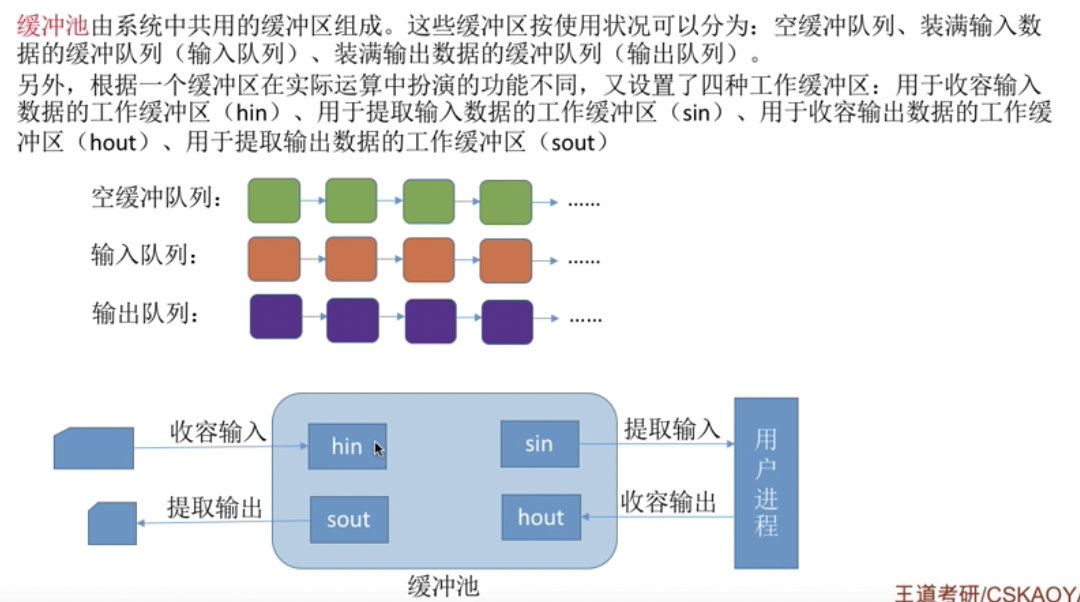 缓冲池由系统中共用的缓冲区组成。这些缓冲区按使用状况可以分为：空缓冲队列、装满输入数
据的缓冲队列（输入队列）、装满输出数据的缓冲队列（输出队列）。
另外，根据一个缓冲区在实际运算中扮演的功能不同，又设置了四种工作缓冲区：用于收容输入
数据的工作缓冲区（hin）、用于提取输入数据的工作缓冲区（sin）、用于收容输出数据的工作缓
冲区（hout）、用于提取输出数据的工作缓冲区（sout）
空缓冲队列： ......
输入队列： ......
输出队列： ......
收容输入
hin
sin
提取输入
提取输出
sout
hout
收容输出
用户进程
缓冲池
王道考研/CSKAOY